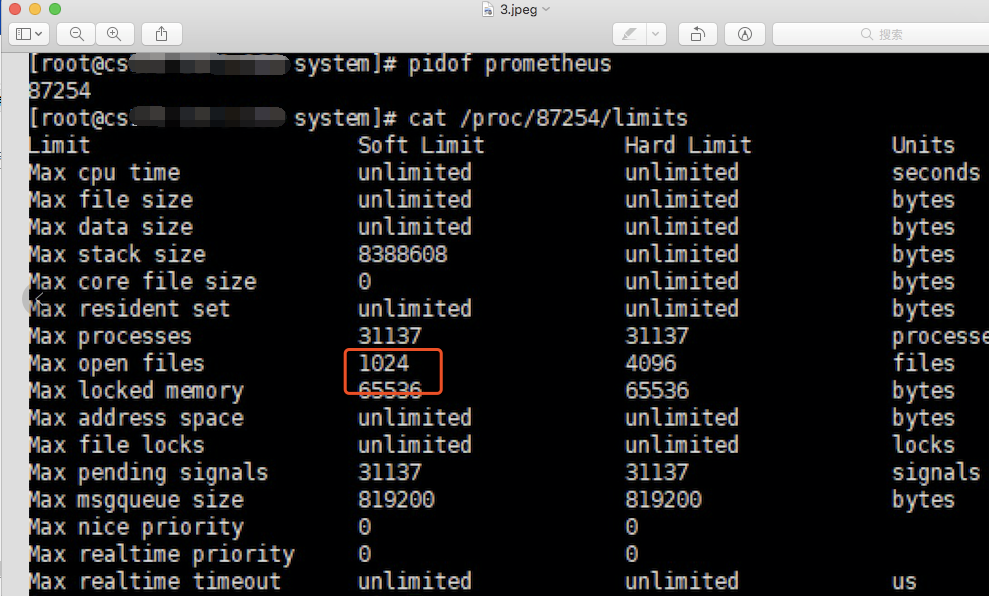 3.jpeg
搜索
[root@cs system]# pidof prometheus
87254
[root@cs system]# cat /proc/87254/limits
Limit Soft Limit Hard Limit Units
Max cpu time unlimited unlimited seconds
Max file size unlimited unlimited bytes
Max data size unlimited unlimited bytes
Max stack size 8388608 unlimited bytes
Max core file size 0 unlimited bytes
Max resident set unlimited unlimited bytes
Max processes 31137 31137 processe
Max open files 1024 4096 files
Max locked memory 65536 65536 bytes
Max address space unlimited unlimited bytes
Max file locks unlimited unlimited locks
Max pending signals 31137 31137 signals
Max msgqueue size 819200 819200 bytes
Max nice priority 0 0
Max realtime priority 0 0
Max realtime timeout unlimited unlimited us